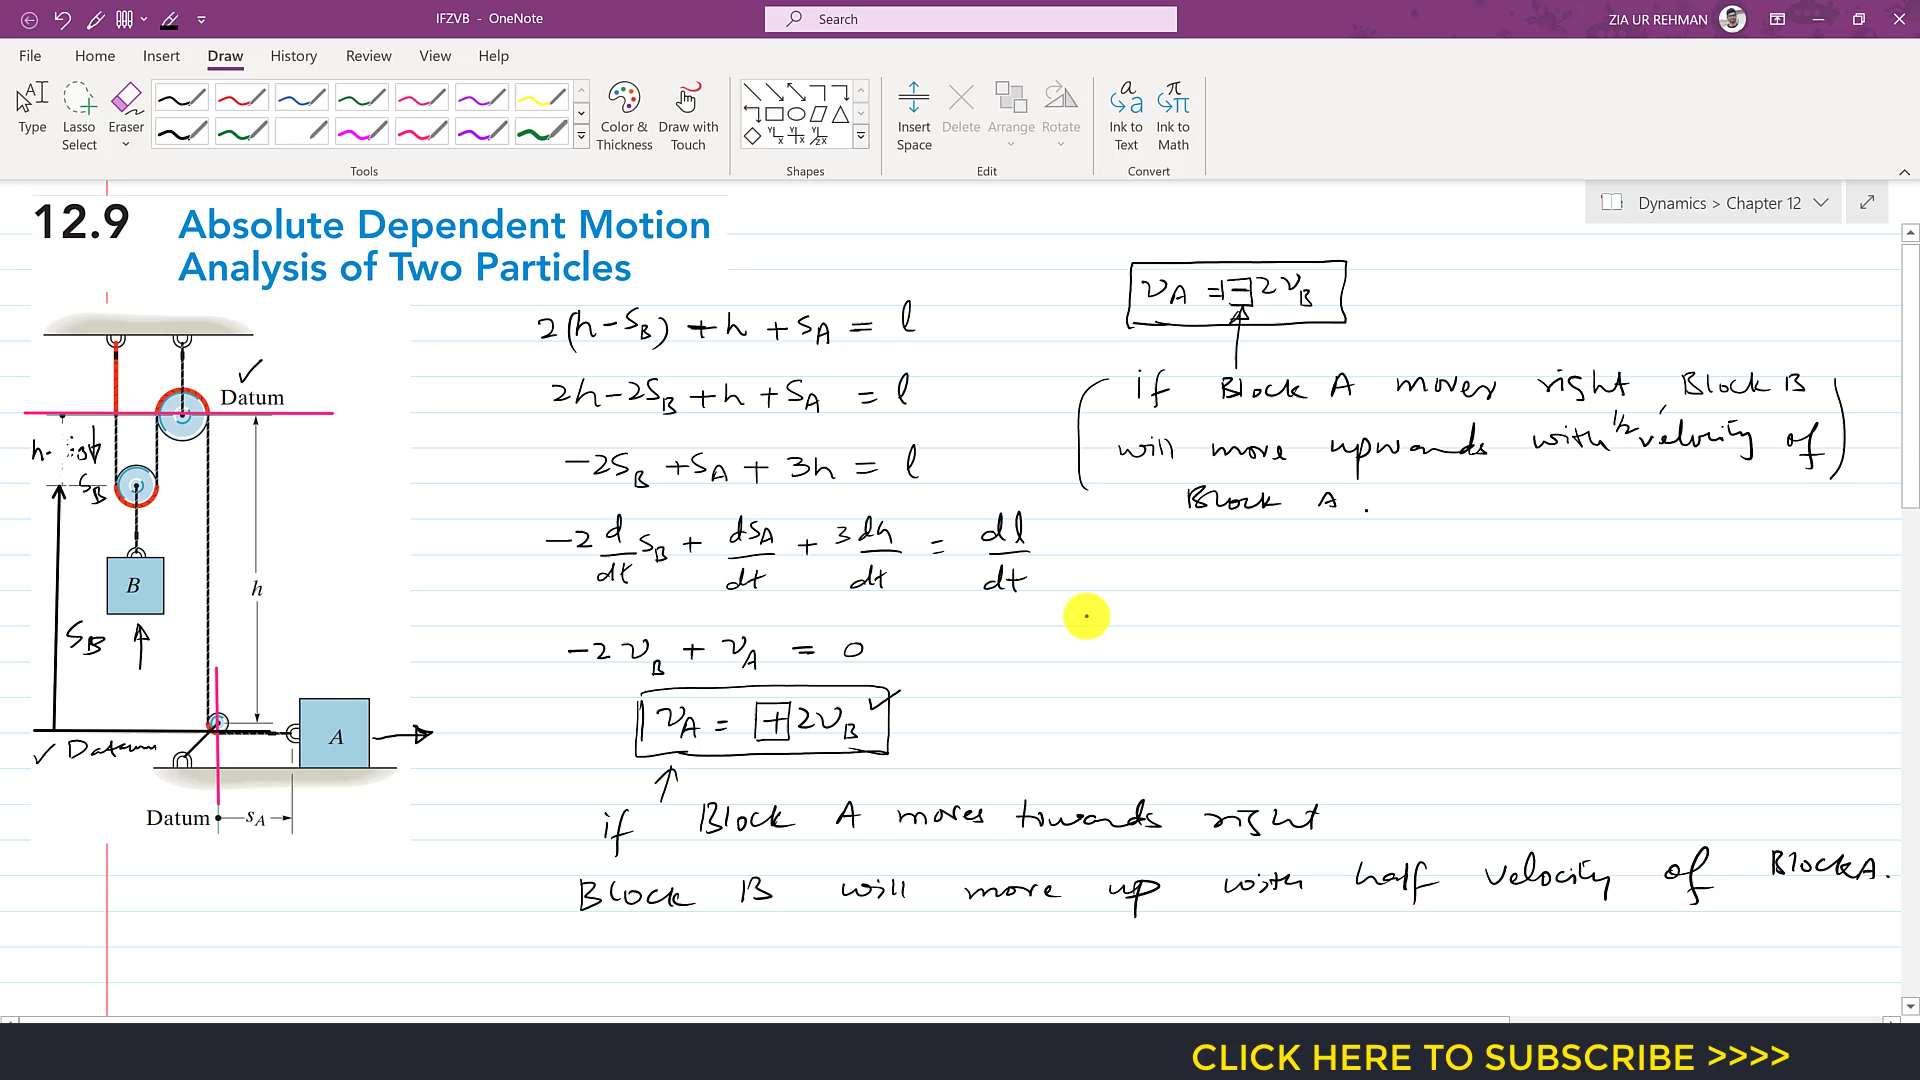 IFZVB - OneNote
Search
ZIA UR REHMAN
File Home Insert Draw History Review View Help
Type
Lasso Select
Eraser
Color & Thickness
Draw with Touch
Insert Space
Delete
Arrange
Rotate
Ink to Text
Ink to Math
Tools
Shapes
Edit
Convert
Dynamics > Chapter 12
12.9 Absolute Dependent Motion
Analysis of Two Particles
Datum
h-
S_B
B
S_B
h
✓ Datum
A
Datum
s_A
2(h-S_B) + h + S_A = l
2h-2S_B + h + S_A = l
-2S_B + S_A + 3h = l
-2 d/dt S_B + dS_A/dt + 3dh/dt = dl/dt
-2v_B + v_A = 0
v_A = +2v_B ✓
if Block A moves towards right
Block B will move up with half velocity of Block A.
v_A = -2v_B
if Block A moves right, Block B
will move upwards with 1/2 velocity of
Block A.
CLICK HERE TO SUBSCRIBE >>>>